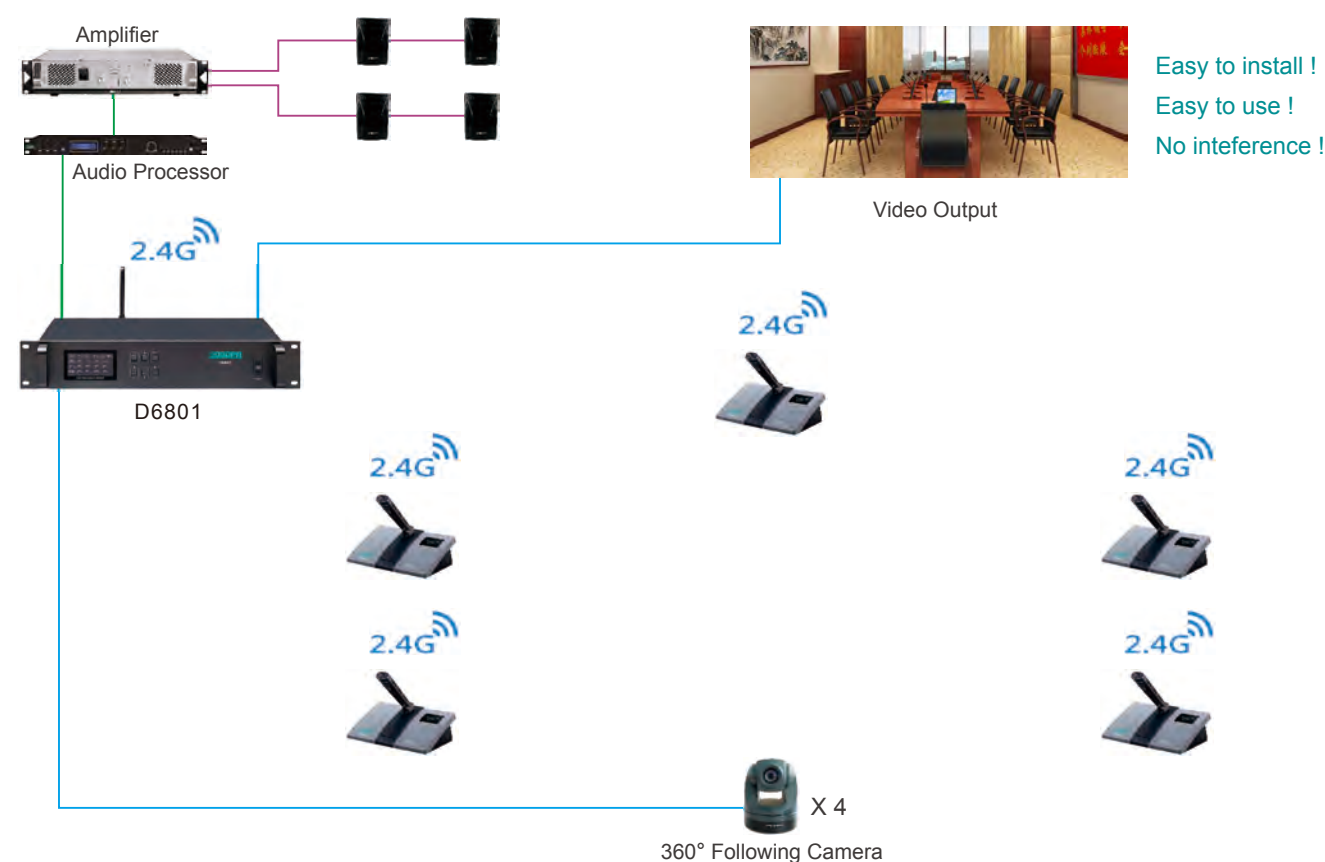 Amplifier
Audio Processor
Easy to install !
Easy to use !
No inteference !
Video Output
2.4G
D6801
2.4G
2.4G
2.4G
2.4G
2.4G
X 4
360° Following Camera